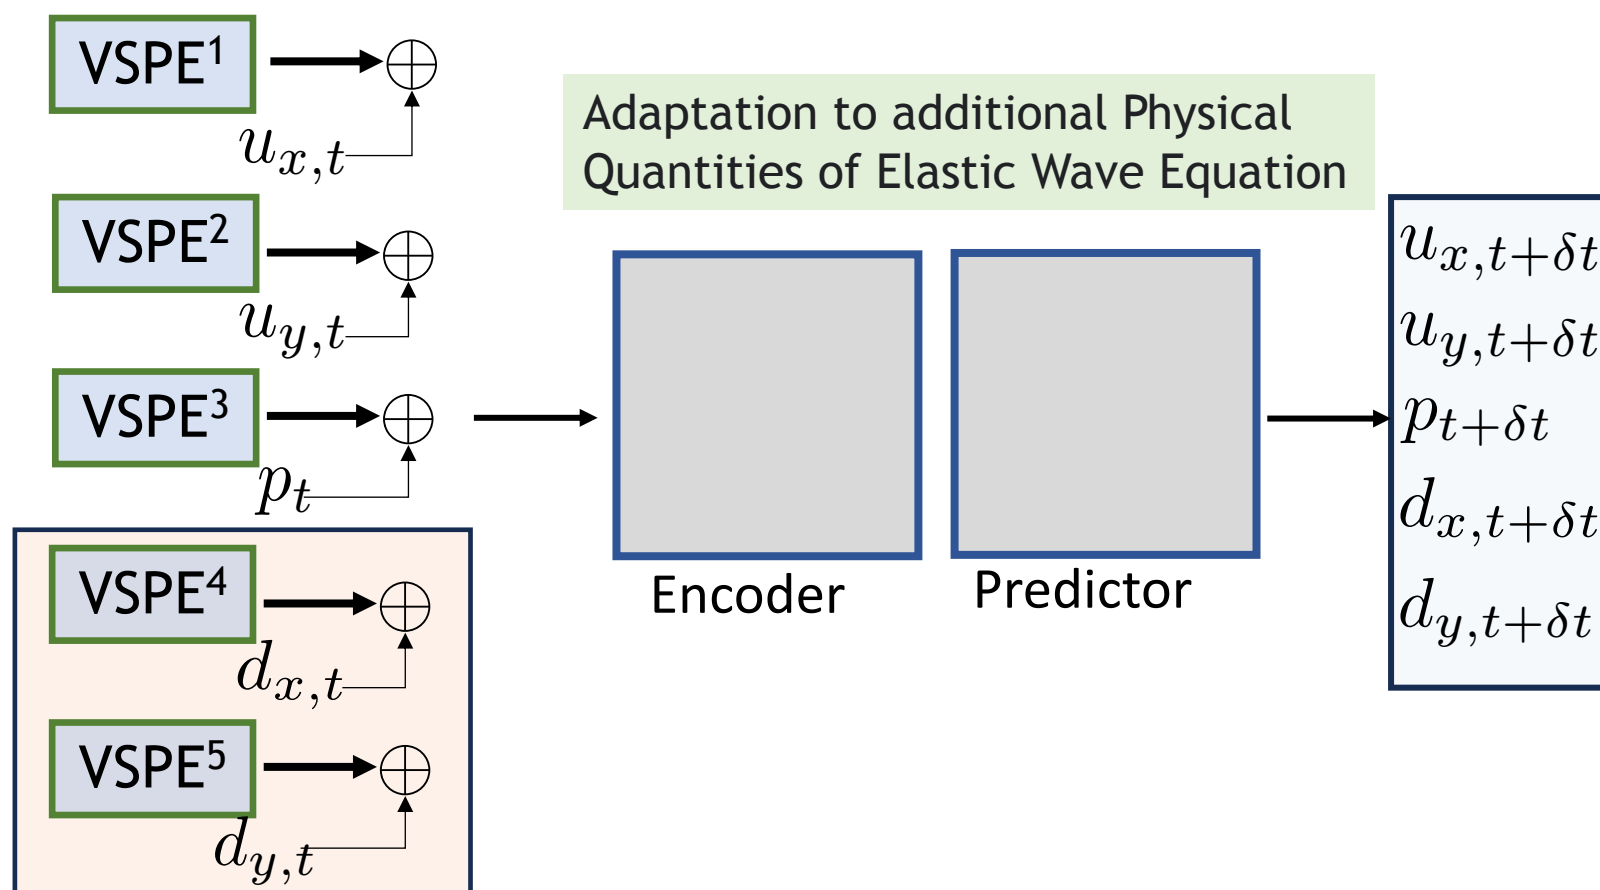 VSPE¹
u_{x,t}
VSPE²
u_{y,t}
VSPE³
p_t
VSPE⁴
d_{x,t}
VSPE⁵
d_{y,t}
Adaptation to additional Physical
Quantities of Elastic Wave Equation
Encoder
Predictor
u_{x,t+δt}
u_{y,t+δt}
p_{t+δt}
d_{x,t+δt}
d_{y,t+δt}